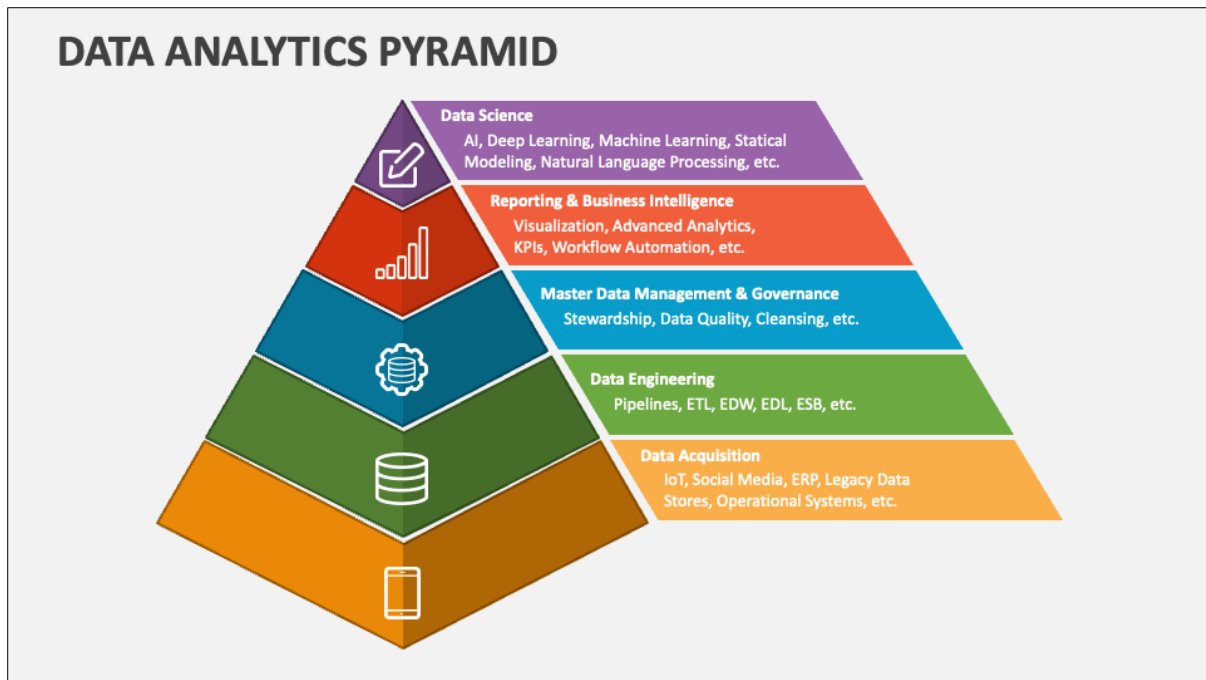 DATA ANALYTICS PYRAMID
Data Science
AI, Deep Learning, Machine Learning, Statical
Modeling, Natural Language Processing, etc.
Reporting & Business Intelligence
Visualization, Advanced Analytics,
KPIs, Workflow Automation, etc.
Master Data Management & Governance
Stewardship, Data Quality, Cleansing, etc.
Data Engineering
Pipelines, ETL, EDW, EDL, ESB, etc.
Data Acquisition
IoT, Social Media, ERP, Legacy Data
Stores, Operational Systems, etc.